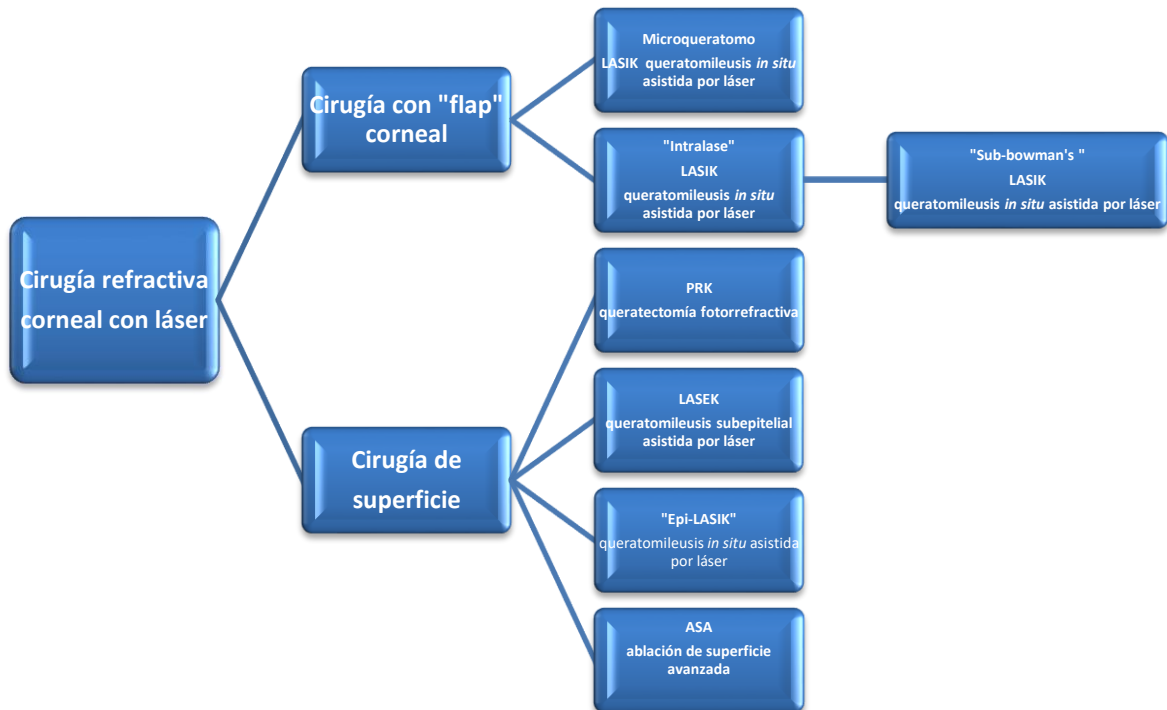 Cirugía refractiva
corneal con láser
Cirugía con "flap"
corneal
Microqueratomo
LASIK queratomileusis in situ
asistida por láser
"Intralase"
LASIK
queratomileusis in situ
asistida por láser
"Sub-bowman's "
LASIK
queratomileusis in situ asistida por láser
Cirugía de
superficie
PRK
queratectomía fotorrefractiva
LASEK
queratomileusis subepitelial
asistida por láser
"Epi-LASIK"
queratomileusis in situ asistida
por láser
ASA
ablación de superficie
avanzada